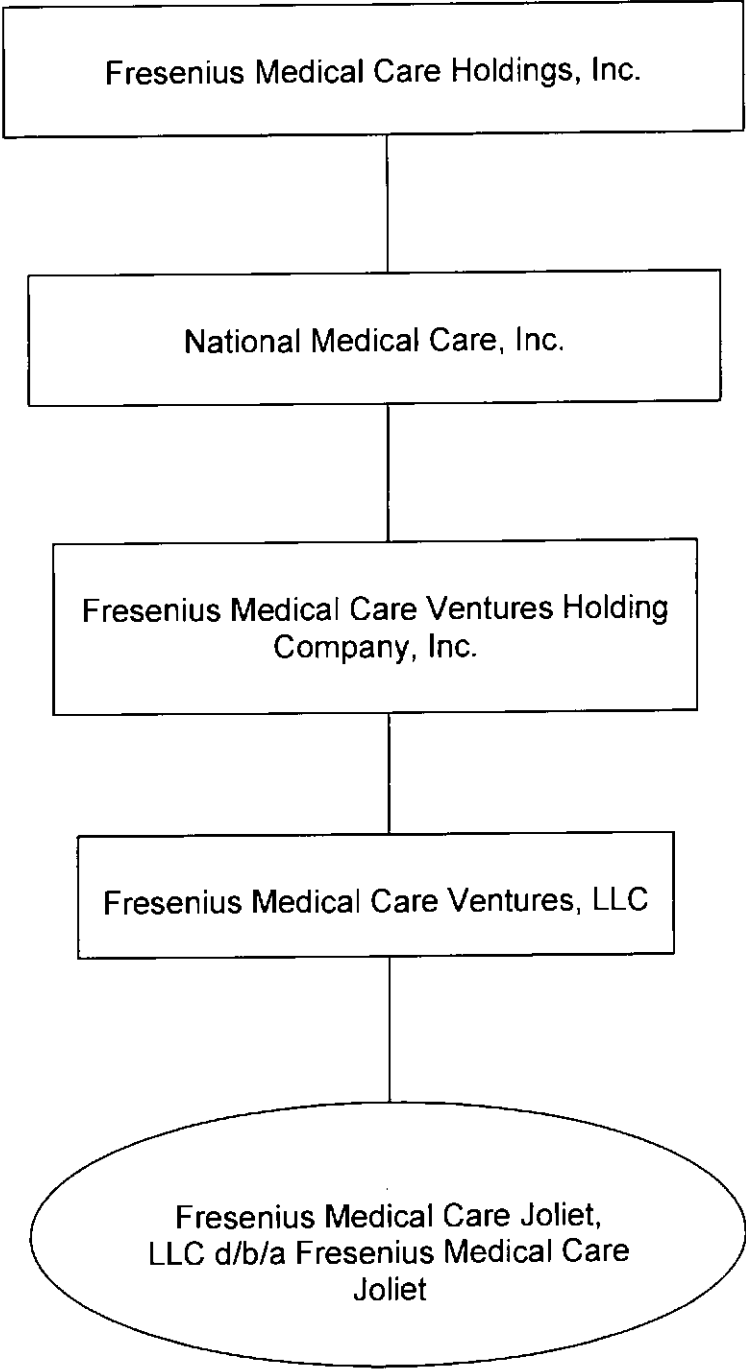 Fresenius Medical Care Holdings, Inc.
National Medical Care, Inc.
Fresenius Medical Care Ventures Holding
Company, Inc.
Fresenius Medical Care Ventures, LLC
Fresenius Medical Care Joliet,
LLC d/b/a Fresenius Medical Care
Joliet